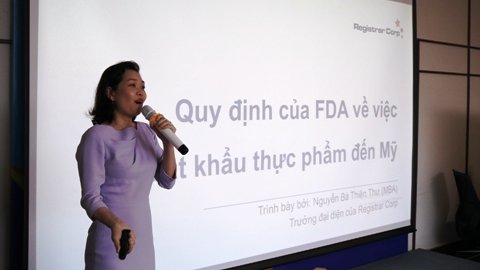 Registrar Corp
Quy định của FDA về việc
t khẩu thực phẩm đến Mỹ
Trình bày bởi: Nguyễn Bá Thiên Thư (MBA)
Trưởng đại diện của Registrar Corp